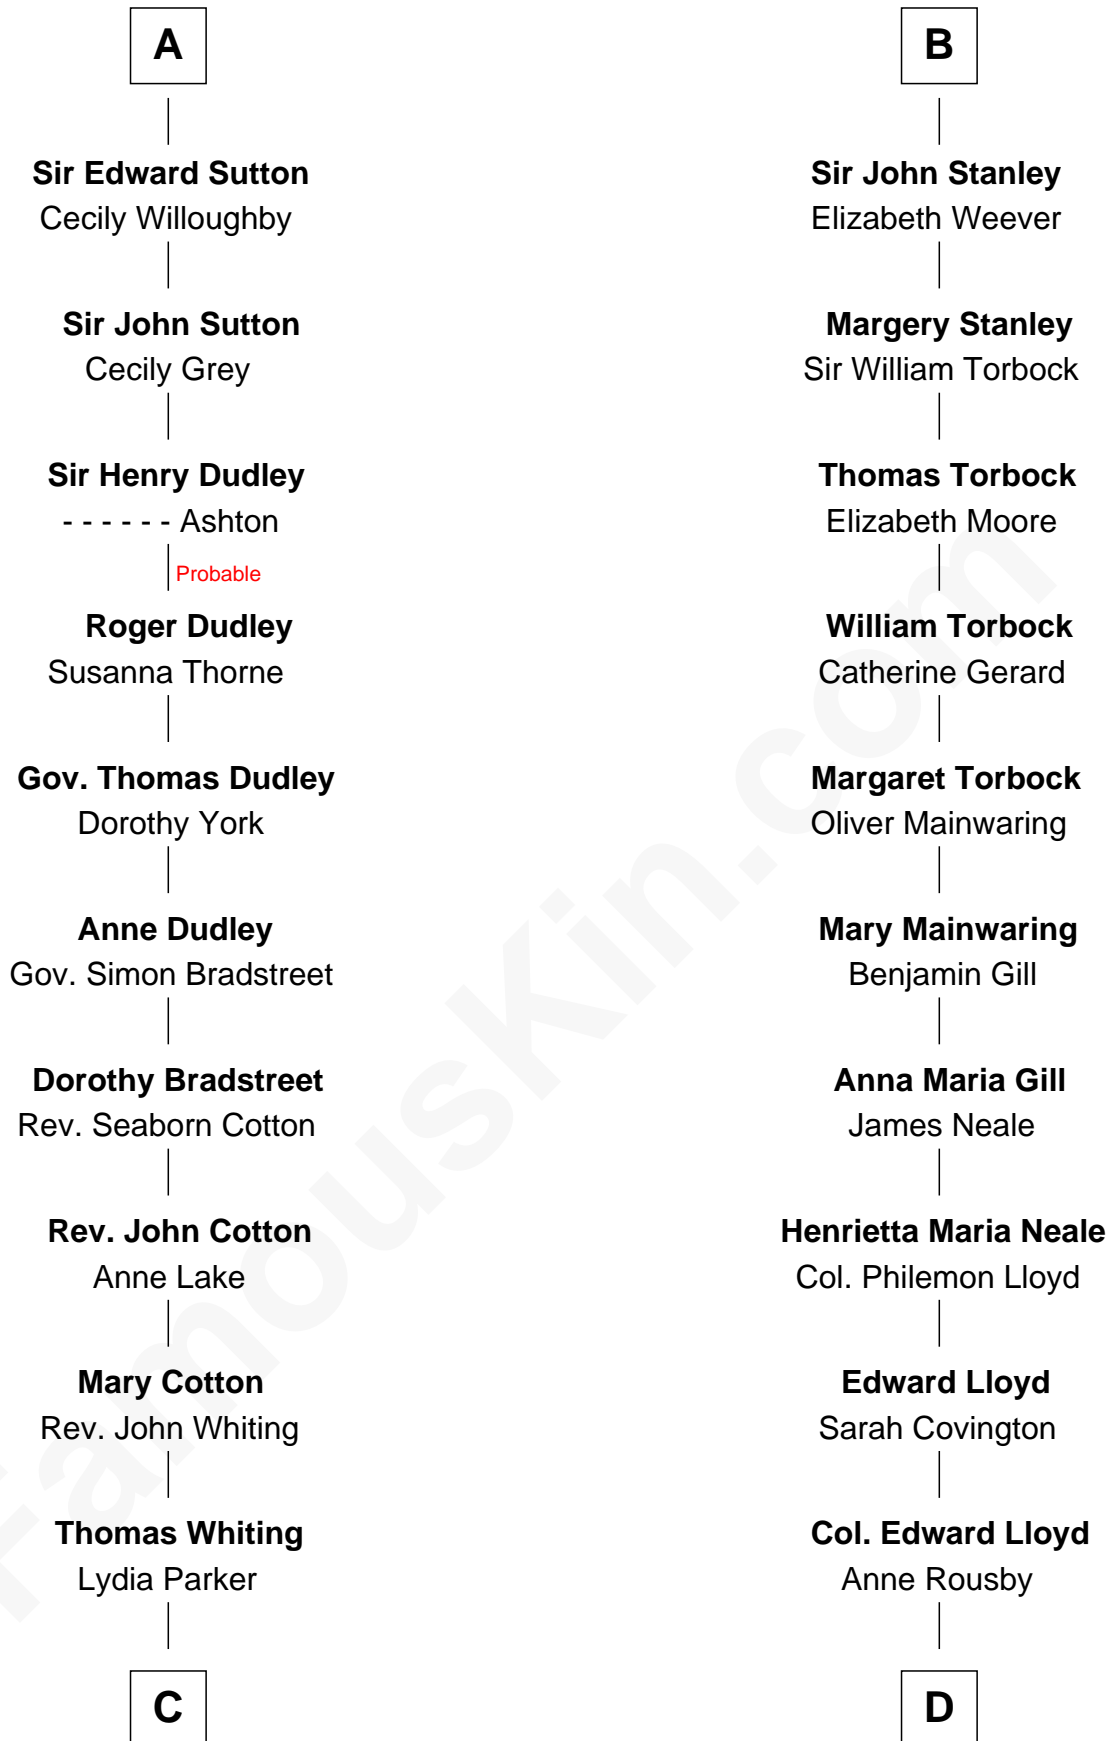 A
Sir Edward Sutton
Cecily Willoughby
Sir John Sutton
Cecily Grey
Sir Henry Dudley
- - - - - - Ashton
Probable
Roger Dudley
Susanna Thorne
Gov. Thomas Dudley
Dorothy York
Anne Dudley
Gov. Simon Bradstreet
Dorothy Bradstreet
Rev. Seaborn Cotton
Rev. John Cotton
Anne Lake
Mary Cotton
Rev. John Whiting
Thomas Whiting
Lydia Parker
C
B
Sir John Stanley
Elizabeth Weever
Margery Stanley
Sir William Torbock
Thomas Torbock
Elizabeth Moore
William Torbock
Catherine Gerard
Margaret Torbock
Oliver Mainwaring
Mary Mainwaring
Benjamin Gill
Anna Maria Gill
James Neale
Henrietta Maria Neale
Col. Philemon Lloyd
Edward Lloyd
Sarah Covington
Col. Edward Lloyd
Anne Rousby
D
FamousKin.com